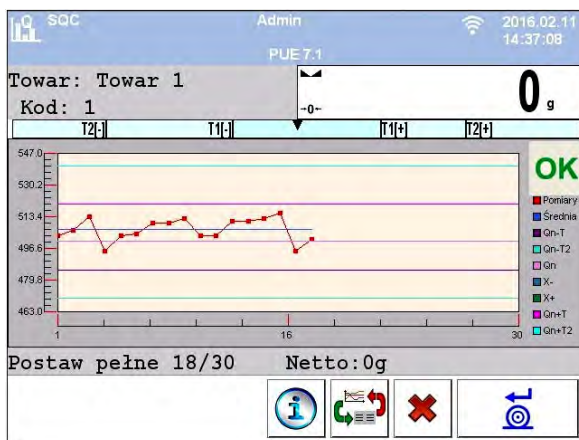 SQC Admin 2016.02.11
14:37:08
PUE 7.1
Towar: Towar 1
Kod: 1
→0← 0 g
T2[-] T1[-] T1[+] T2[+]
547.0
530.2
513.4
496.6
479.8
463.0
1 16 30
OK
Pomiary
Średnia
Qn-T
Qn-T2
Qn
X-
X+
Qn+T
Qn+T2
Postaw pełne 18/30 Netto:0g